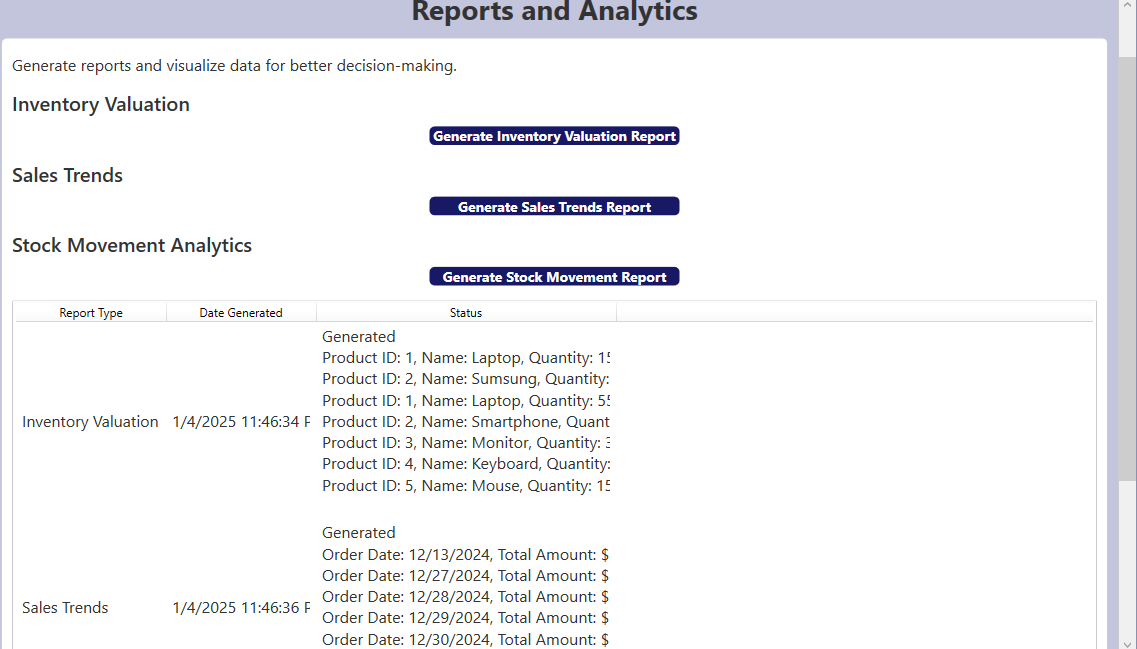 Reports and Analytics
Generate reports and visualize data for better decision-making.
Inventory Valuation
Generate Inventory Valuation Report
Sales Trends
Generate Sales Trends Report
Stock Movement Analytics
Generate Stock Movement Report
Report Type Date Generated Status
Generated
Product ID: 1, Name: Laptop, Quantity: 15
Product ID: 2, Name: Sumsung, Quantity:
Product ID: 1, Name: Laptop, Quantity: 55
Inventory Valuation 1/4/2025 11:46:34 P Product ID: 2, Name: Smartphone, Quant
Product ID: 3, Name: Monitor, Quantity: 3
Product ID: 4, Name: Keyboard, Quantity:
Product ID: 5, Name: Mouse, Quantity: 15
Generated
Order Date: 12/13/2024, Total Amount: $
Order Date: 12/27/2024, Total Amount: $
Order Date: 12/28/2024, Total Amount: $
Sales Trends 1/4/2025 11:46:36 P
Order Date: 12/29/2024, Total Amount: $
Order Date: 12/30/2024, Total Amount: $